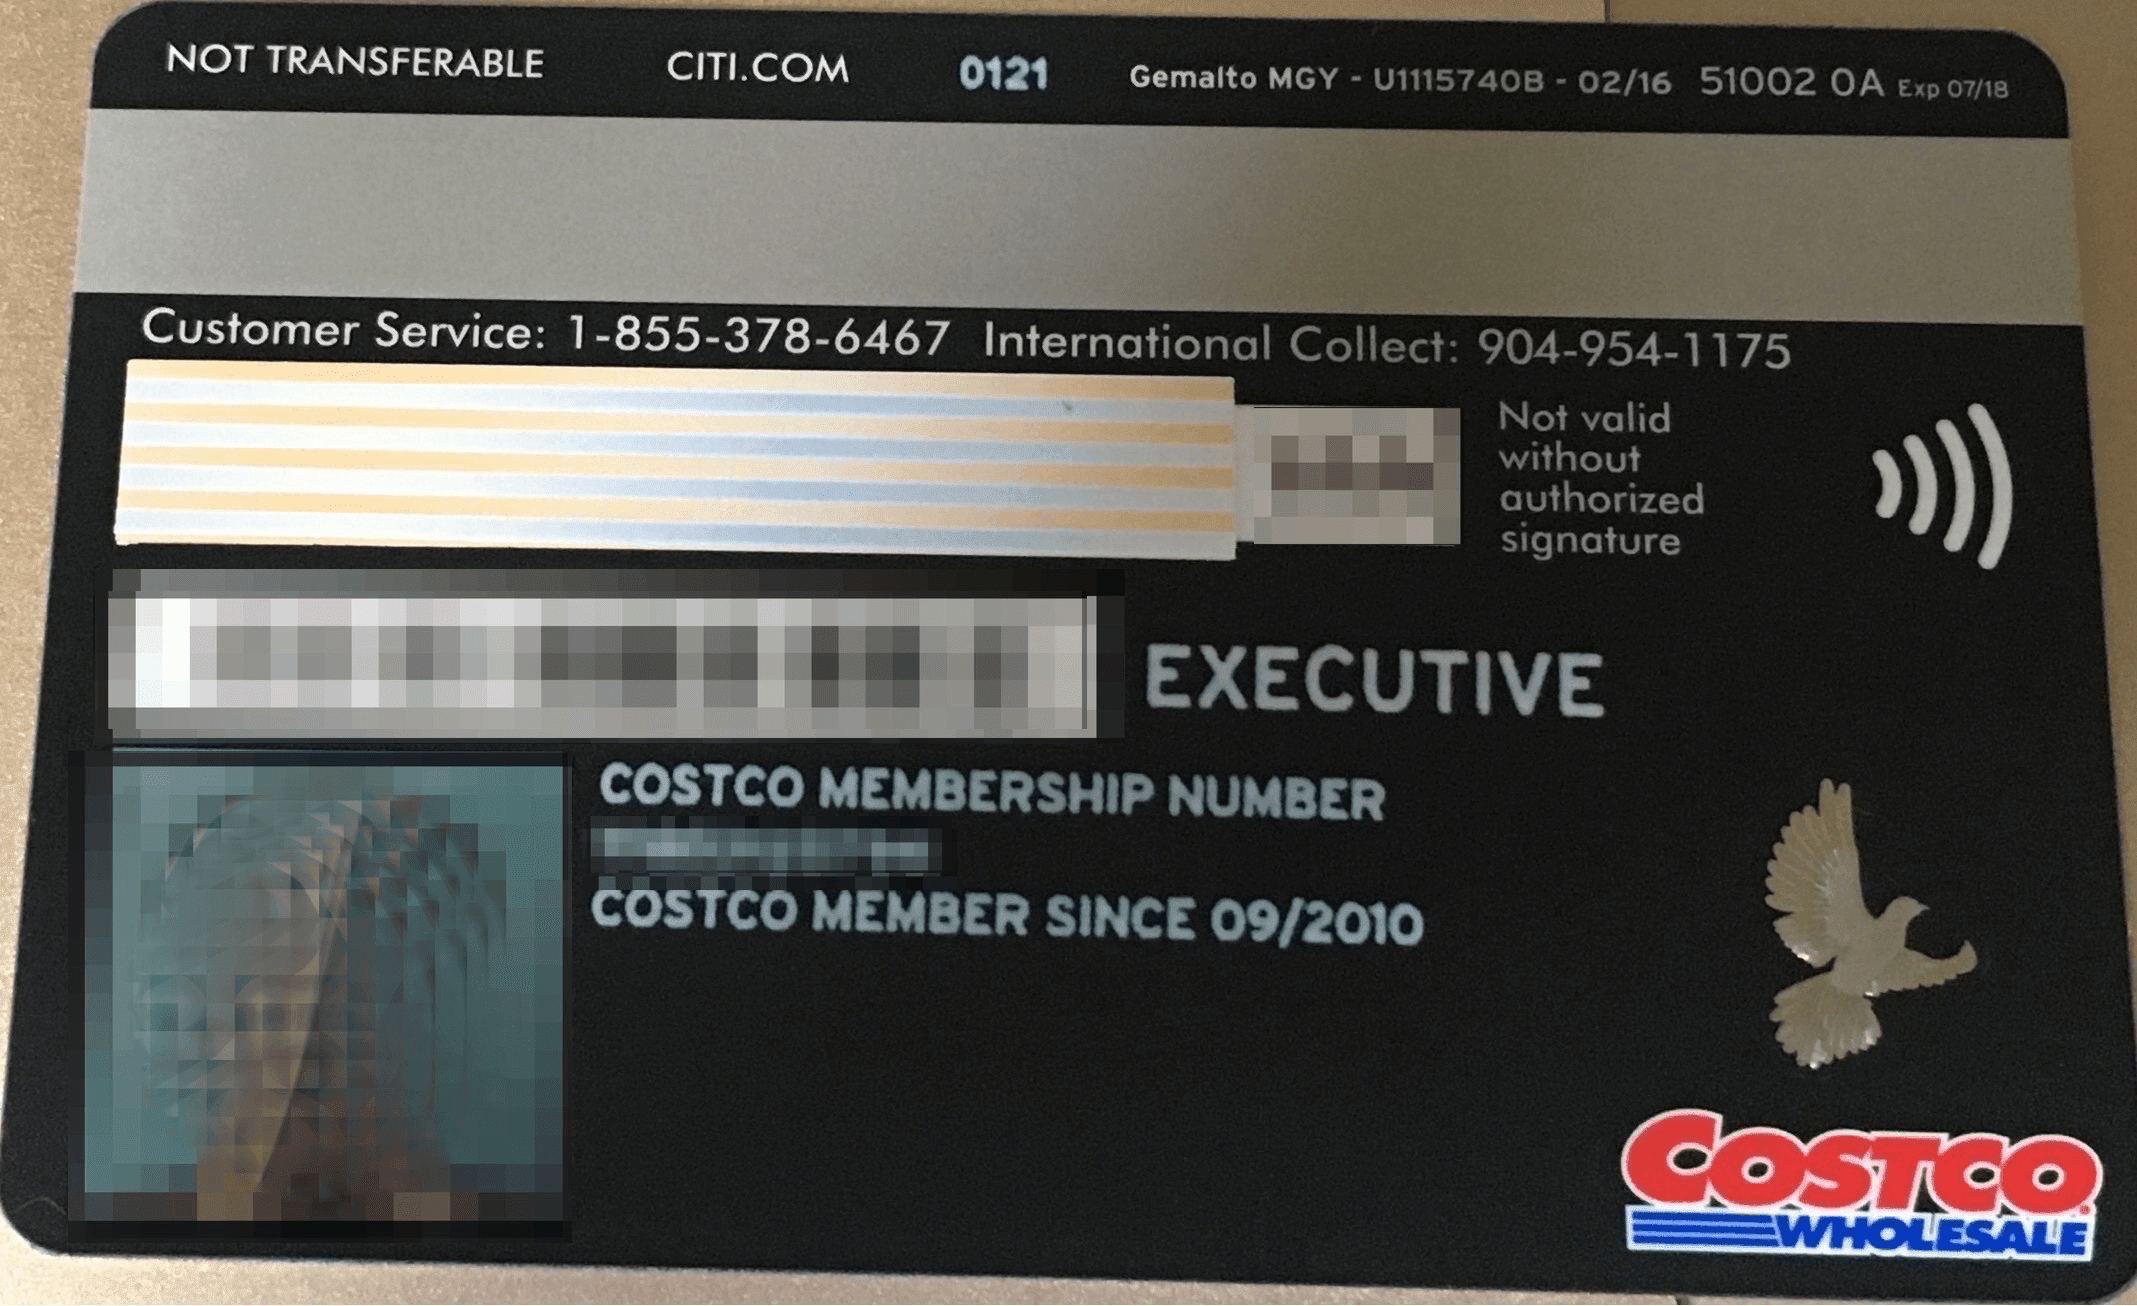 NOT TRANSFERABLE CITI.COM 0121 Gemalto MGY - U1115740B - 02/16 51002 0A Exp 07/18
Customer Service: 1-855-378-6467 International Collect: 904-954-1175
Not valid
without
authorized
signature
EXECUTIVE
COSTCO MEMBERSHIP NUMBER
COSTCO MEMBER SINCE 09/2010
COSTCO
WHOLESALE